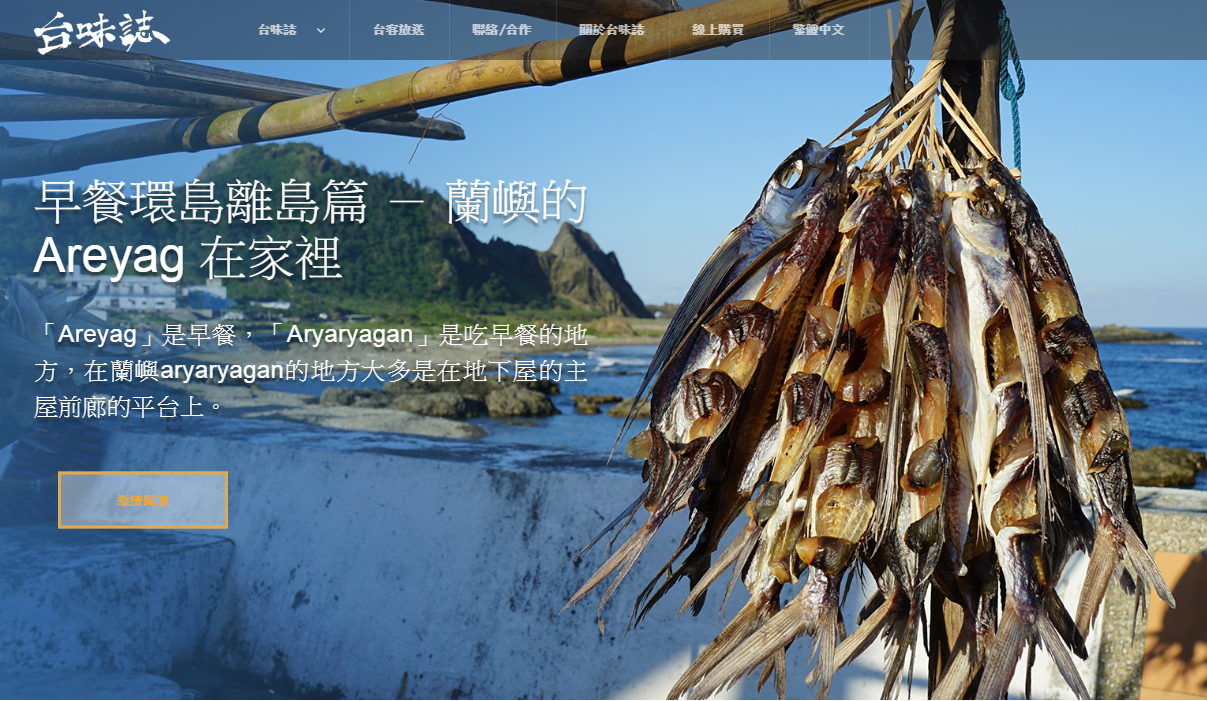 台味誌
台味誌
台客放送
聯絡/合作
關於台味誌
線上購買
繁體中文
早餐環島離島篇 － 蘭嶼的
Areyag 在家裡
「Areyag」是早餐，「Aryaryagan」是吃早餐的地
方，在蘭嶼aryaryagan的地方大多是在地下屋的主
屋前廊的平台上。
繼續閱讀